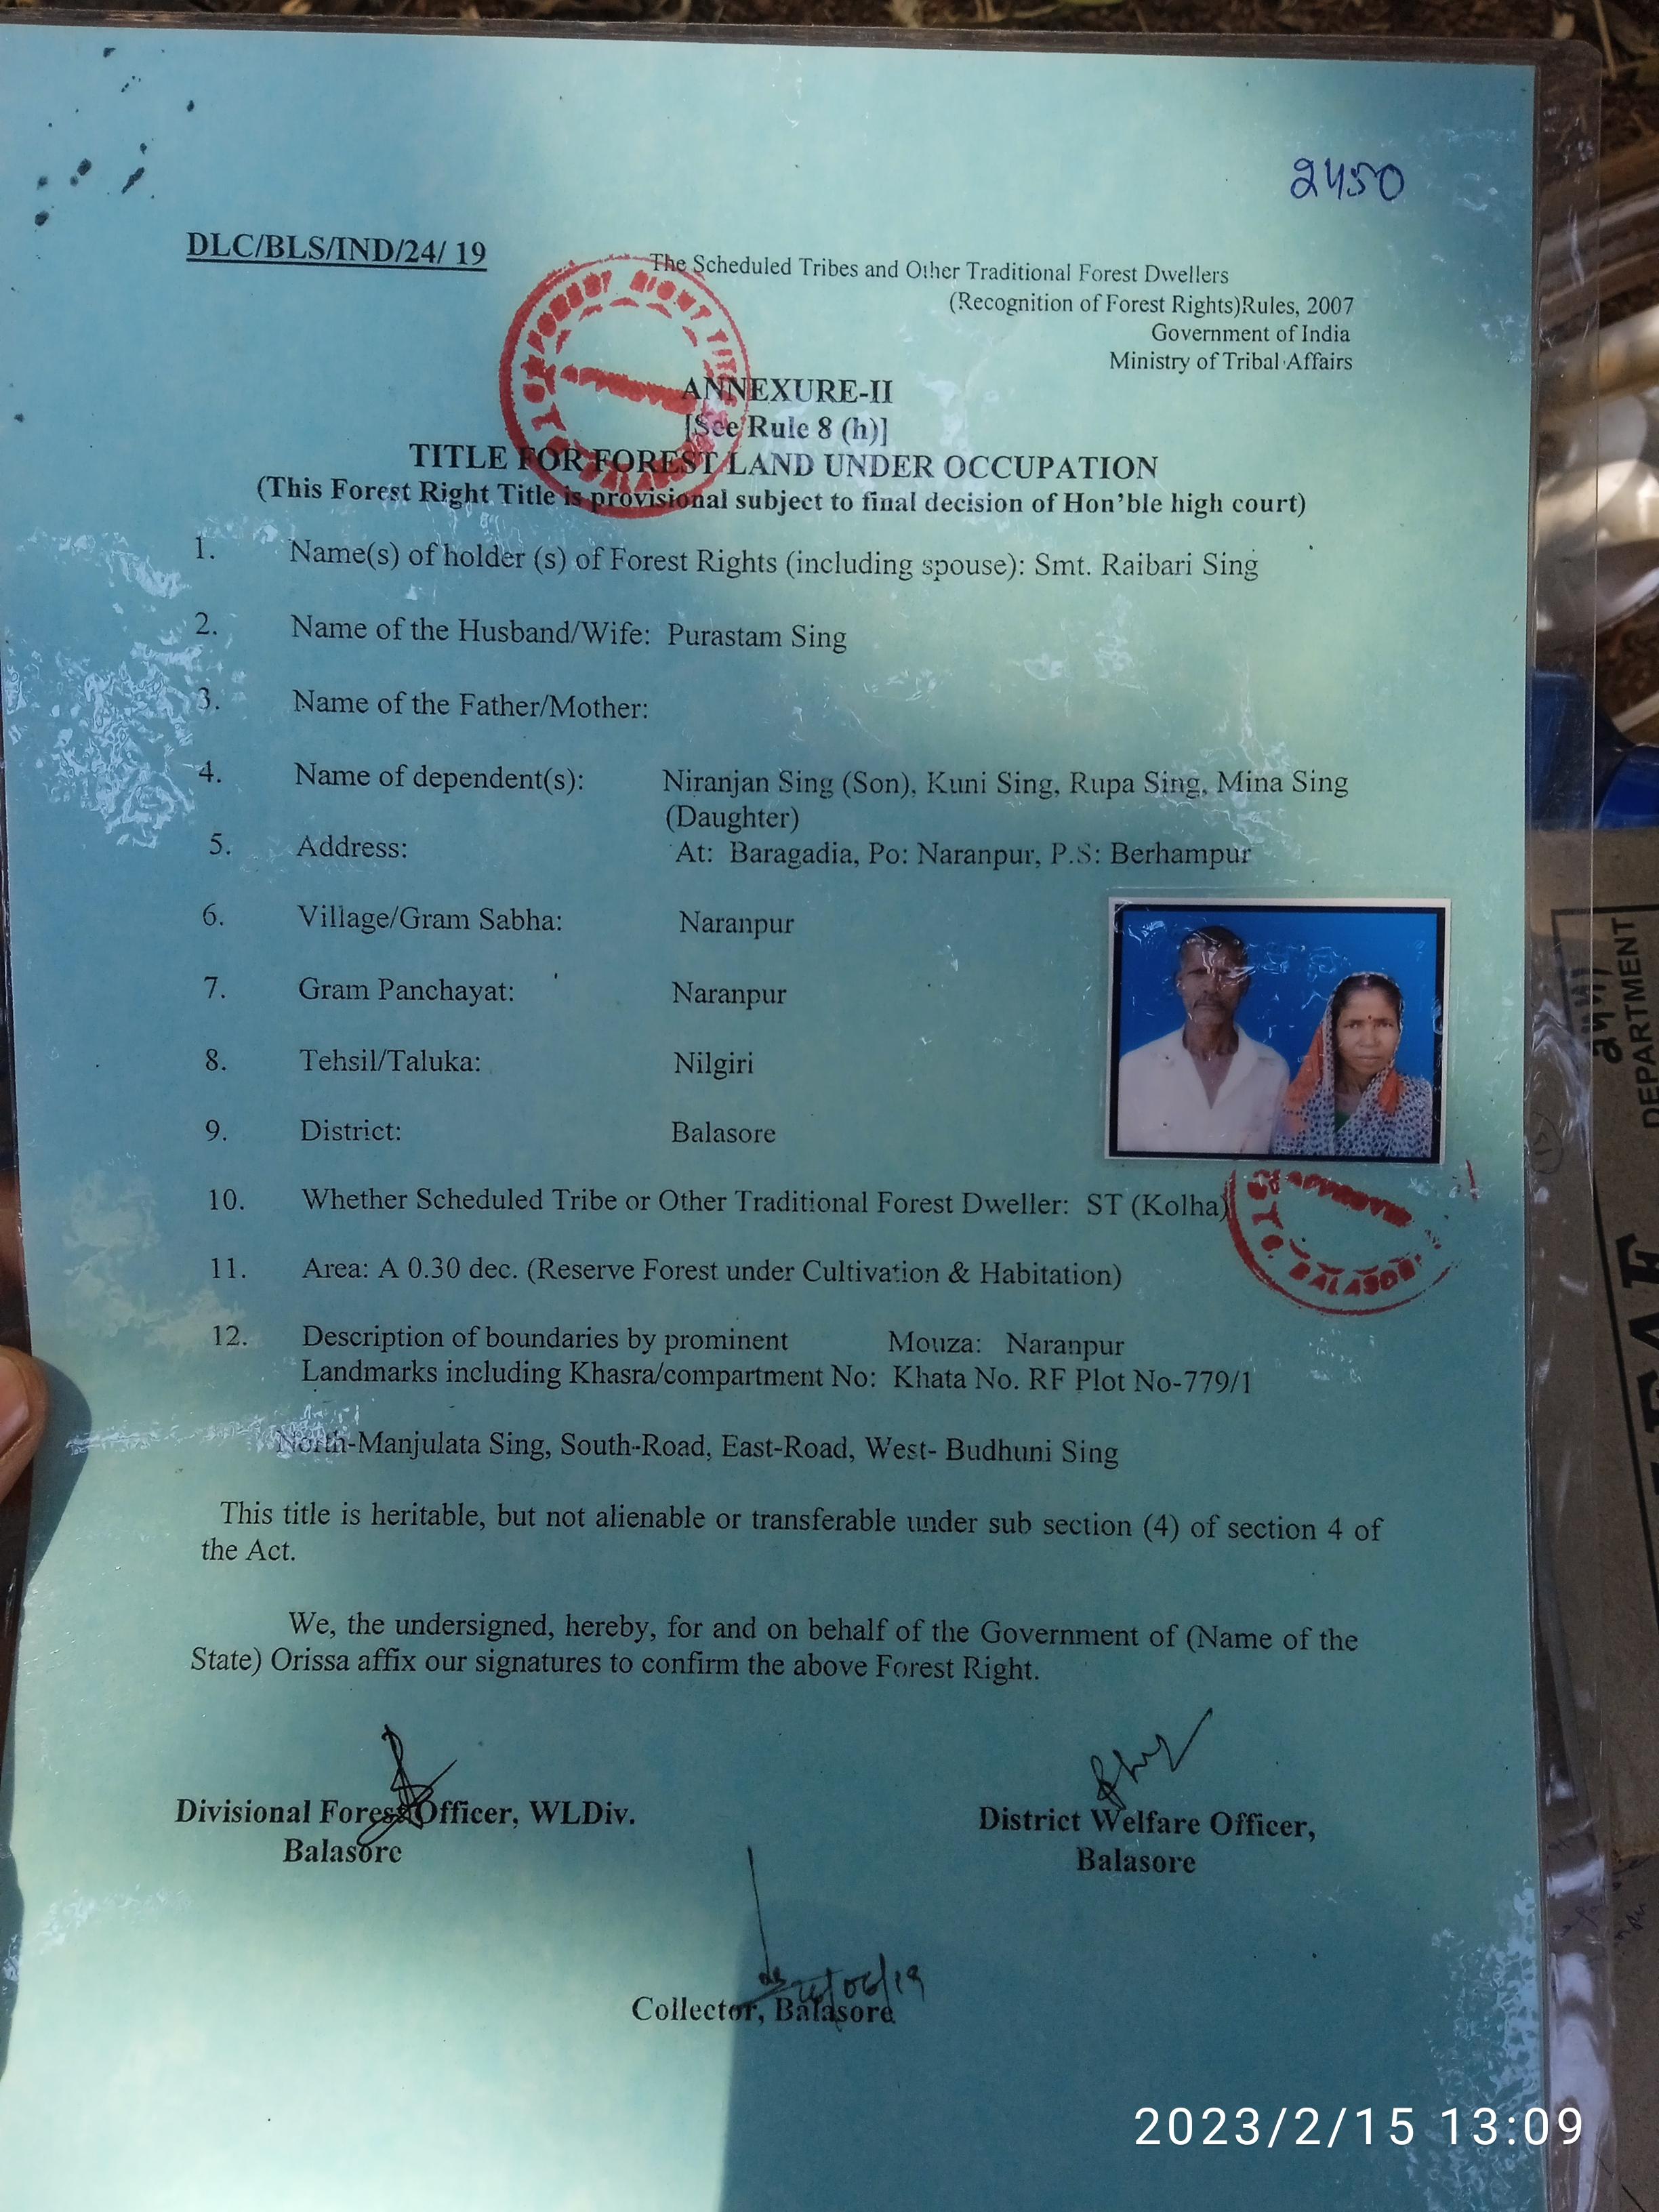 2450
DLC/BLS/IND/24/ 19
The Scheduled Tribes and Other Traditional Forest Dwellers
(Recognition of Forest Rights)Rules, 2007
Government of India
Ministry of Tribal Affairs
ANNEXURE-II
[See Rule 8 (h)]
TITLE FOR FOREST LAND UNDER OCCUPATION
(This Forest Right Title is provisional subject to final decision of Hon'ble high court)
1. Name(s) of holder (s) of Forest Rights (including spouse): Smt. Raibari Sing
2. Name of the Husband/Wife: Purastam Sing
3. Name of the Father/Mother:
4. Name of dependent(s): Niranjan Sing (Son), Kuni Sing, Rupa Sing, Mina Sing
(Daughter)
5. Address: At: Baragadia, Po: Naranpur, P.S: Berhampur
6. Village/Gram Sabha: Naranpur
7. Gram Panchayat: Naranpur
8. Tehsil/Taluka: Nilgiri
9. District: Balasore
10. Whether Scheduled Tribe or Other Traditional Forest Dweller: ST (Kolha)
11. Area: A 0.30 dec. (Reserve Forest under Cultivation & Habitation)
12. Description of boundaries by prominent Mouza: Naranpur
Landmarks including Khasra/compartment No: Khata No. RF Plot No-779/1
North-Manjulata Sing, South-Road, East-Road, West- Budhuni Sing
This title is heritable, but not alienable or transferable under sub section (4) of section 4 of
the Act.
We, the undersigned, hereby, for and on behalf of the Government of (Name of the
State) Orissa affix our signatures to confirm the above Forest Right.
Divisional Forest Officer, WLDiv.
Balasore
District Welfare Officer,
Balasore
Collector, Balasore
DEPARTMENT
2023/2/15 13:09